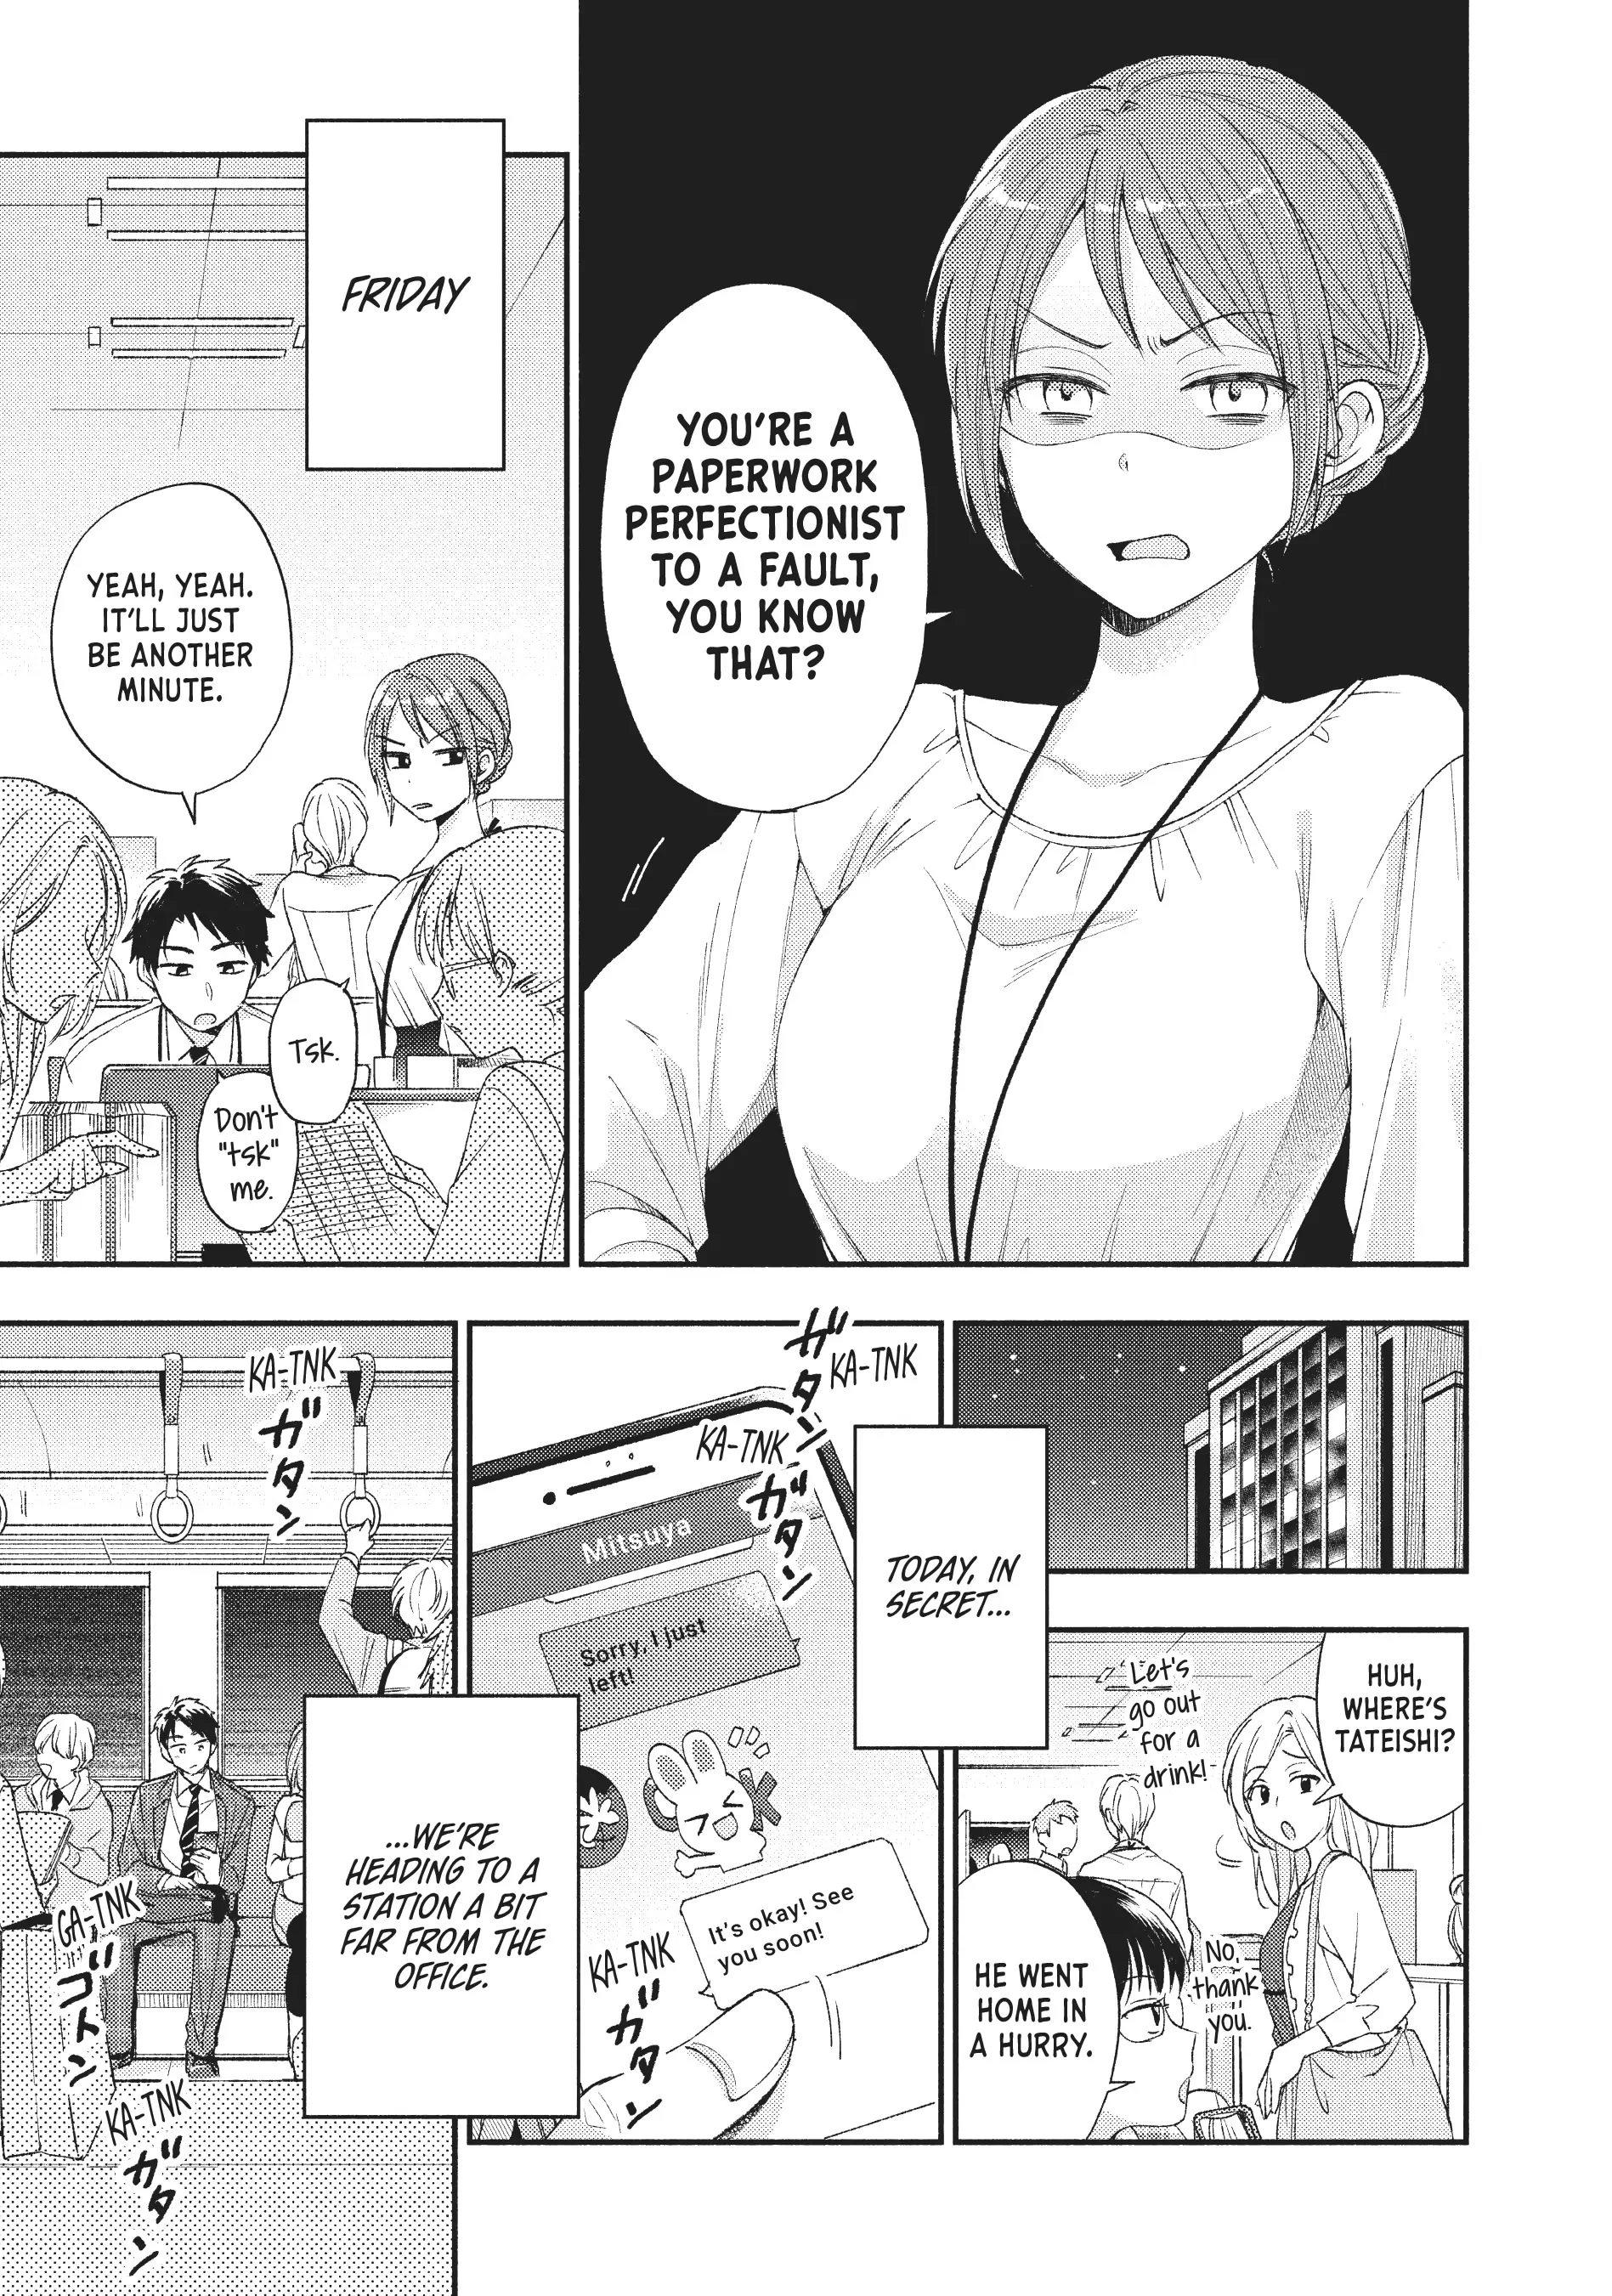 YOU'RE A
PAPERWORK
PERFECTIONIST
TO A FAULT,
YOU KNOW
THAT?
FRIDAY
YEAH, YEAH.
IT'LL JUST
BE ANOTHER
MINUTE.
Tsk.
Don't
"tsk"
me.
HUH,
WHERE'S
TATEISHI?
Let's
go out
for a
drink!
No,
thank
you.
HE WENT
HOME IN
A HURRY.
TODAY, IN
SECRET...
ガタン
KA-TNK
KA-TNK
ガタン
Mitsuya
Sorry, I just
left!
OK
It's okay! See
you soon!
KA-TNK
ガタン
...WE'RE
HEADING TO A
STATION A BIT
FAR FROM THE
OFFICE.
KA-TNK
ガタン
GA-TNK
ゴトン
KA-TNK
ガタン